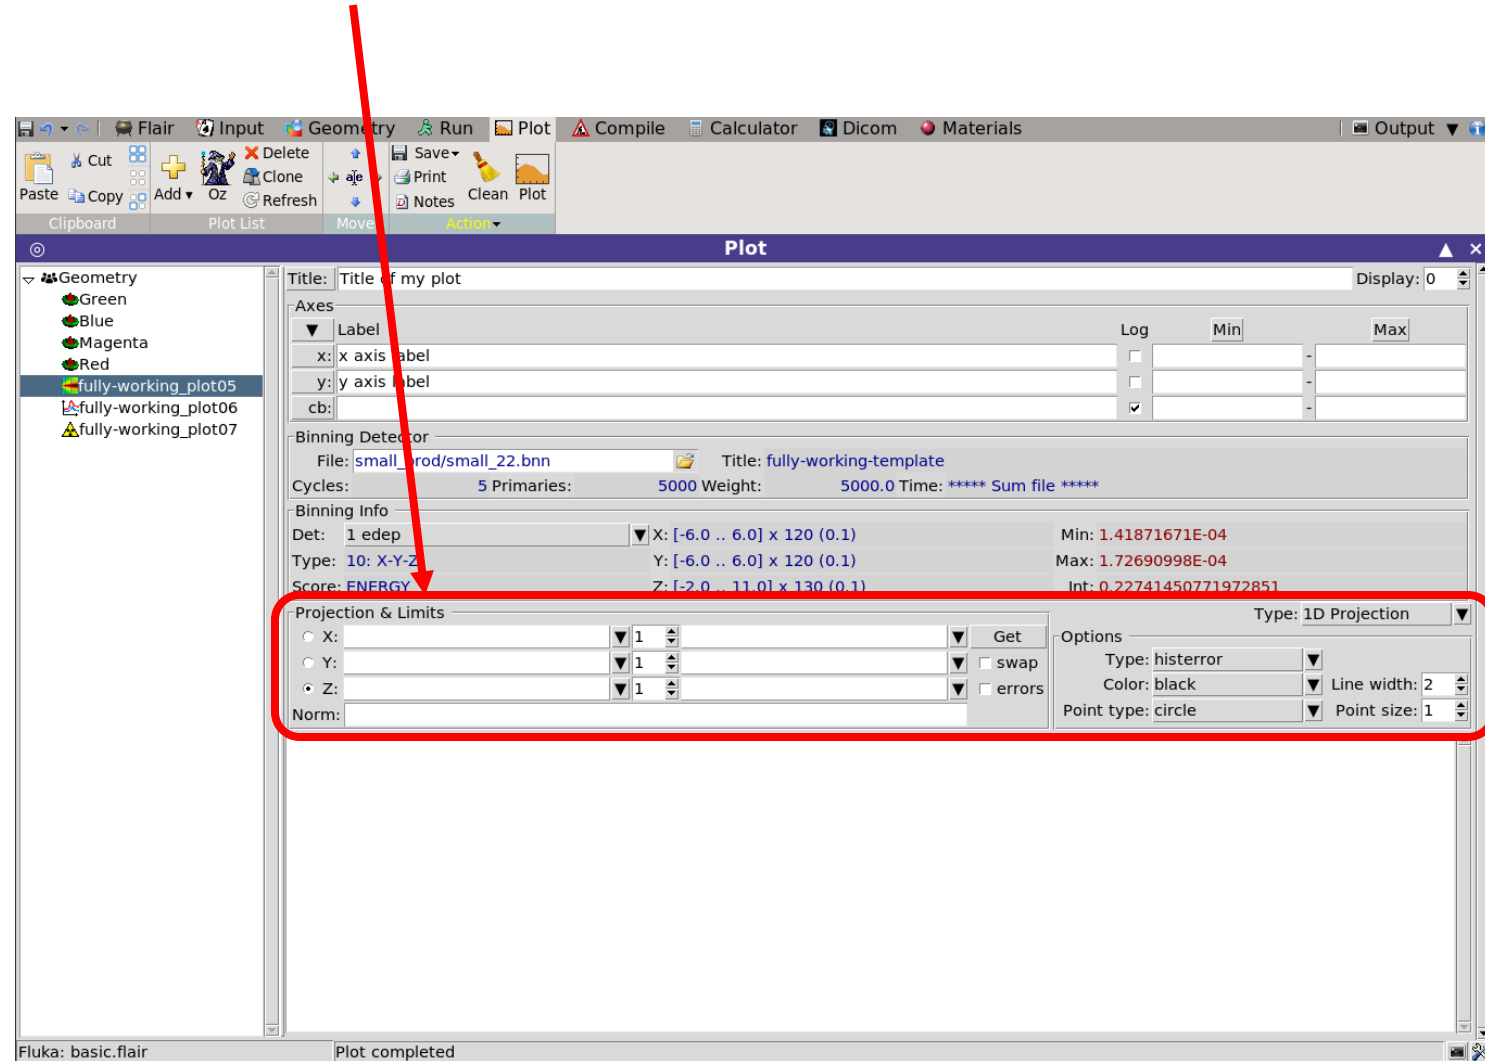 Flair Input Geometry Run Plot Compile Calculator Dicom Materials Output
Paste Cut Copy Add Oz Delete Clone Refresh aje Save Print Notes Clean Plot
Clipboard Plot List Move Action
Plot
Geometry
Green
Blue
Magenta
Red
fully-working_plot05
fully-working_plot06
fully-working_plot07
Title: Title of my plot Display: 0
Axes
Label Log Min Max
x: x axis label -
y: y axis label -
cb: -
Binning Detector
File: small_prod/small_22.bnn Title: fully-working-template
Cycles: 5 Primaries: 5000 Weight: 5000.0 Time: ***** Sum file *****
Binning Info
Det: 1 edep X: [-6.0 .. 6.0] x 120 (0.1) Min: 1.41871671E-04
Type: 10: X-Y-Z Y: [-6.0 .. 6.0] x 120 (0.1) Max: 1.72690998E-04
Score: ENERGY Z: [-2.0 .. 11.0] x 130 (0.1) Int: 0.22741450771972851
Projection & Limits Type: 1D Projection
X: 1 Get Options
Y: 1 swap Type: histerror
Z: 1 errors Color: black Line width: 2
Norm: Point type: circle Point size: 1
Fluka: basic.flair Plot completed